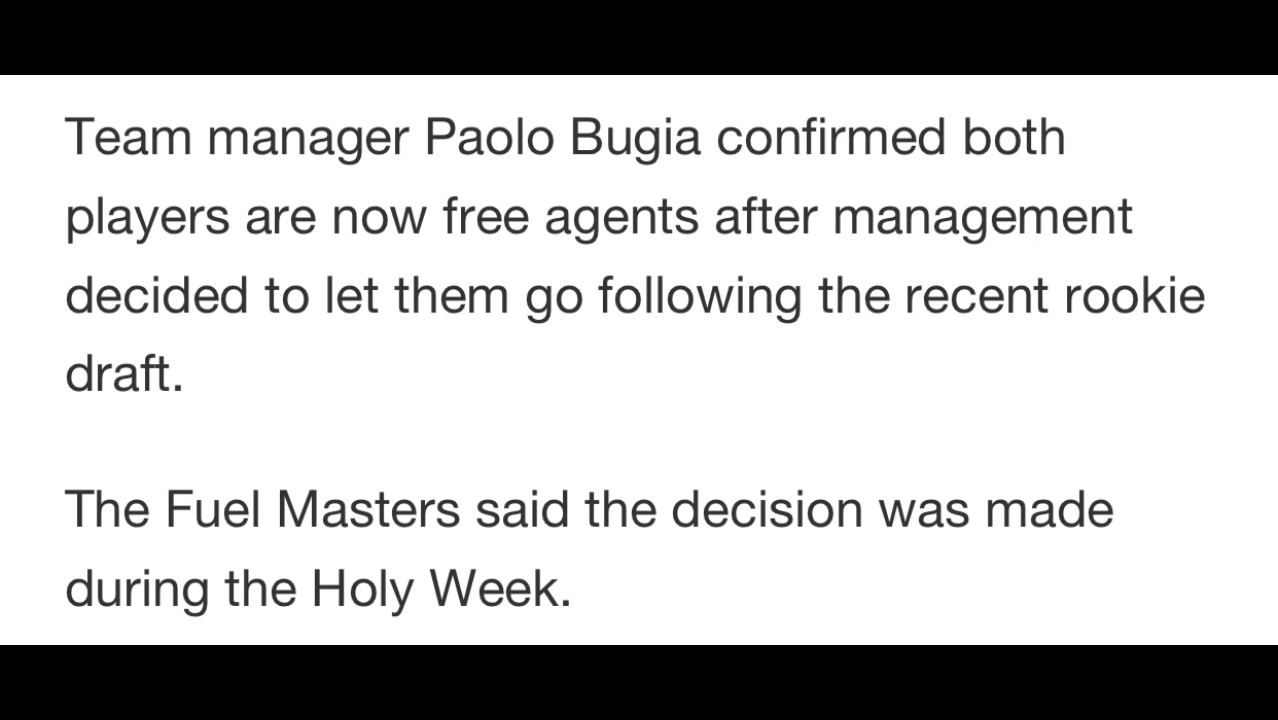 Team manager Paolo Bugia confirmed both
players are now free agents after management
decided to let them go following the recent rookie
draft.
The Fuel Masters said the decision was made
during the Holy Week.